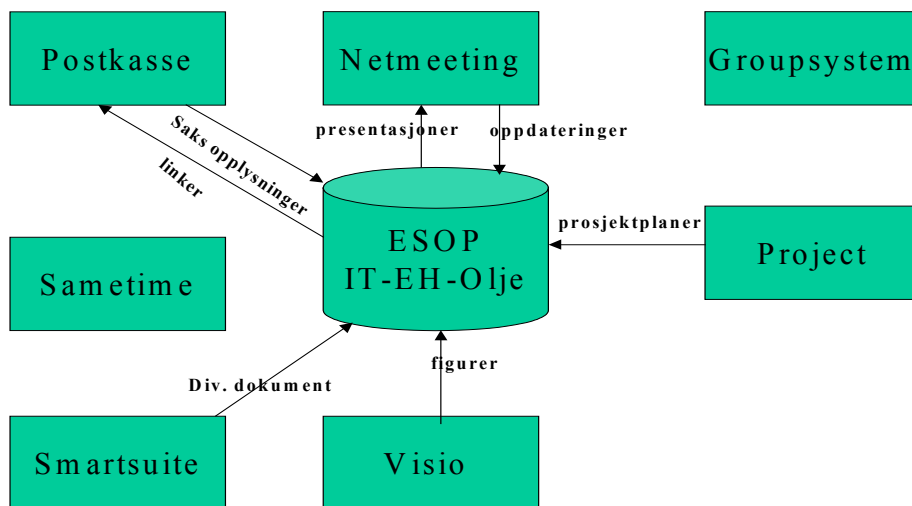 Postkasse
Netmeeting
Groupsystem
presentasjoner
oppdateringer
Saks opplysninger
linker
ESOP
IT-EH-Olje
prosjektplaner
Project
Sametime
Div. dokument
figurer
Smartsuite
Visio